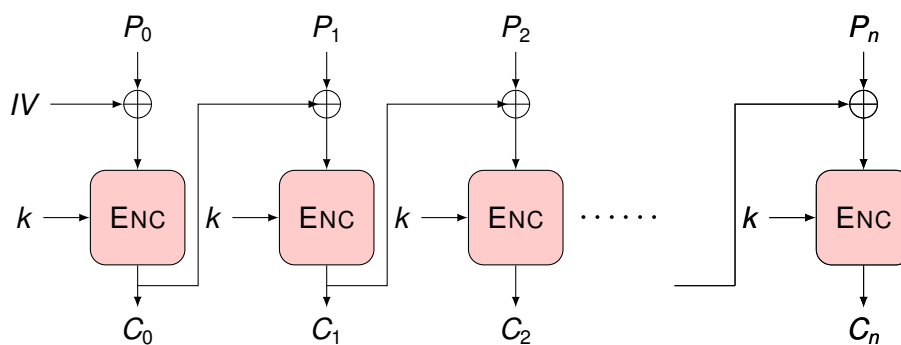 P0 P1 P2 Pn
IV
k ENC k ENC k ENC ······ k ENC
C0 C1 C2 Cn